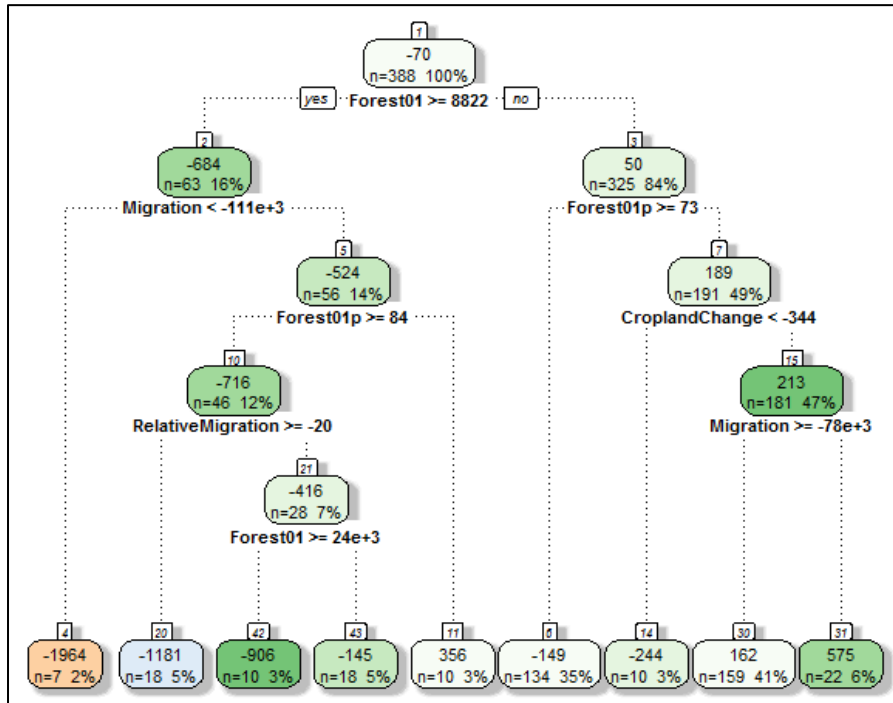 1
-70
n=388 100%
yes Forest01 >= 8822 no
2
-684
n=63 16%
Migration < -111e+3
3
50
n=325 84%
Forest01p >= 73
5
-524
n=56 14%
Forest01p >= 84
7
189
n=191 49%
CroplandChange < -344
10
-716
n=46 12%
RelativeMigration >= -20
15
213
n=181 47%
Migration >= -78e+3
21
-416
n=28 7%
Forest01 >= 24e+3
4
-1964
n=7 2%
20
-1181
n=18 5%
42
-906
n=10 3%
43
-145
n=18 5%
11
356
n=10 3%
6
-149
n=134 35%
14
-244
n=10 3%
30
162
n=159 41%
31
575
n=22 6%